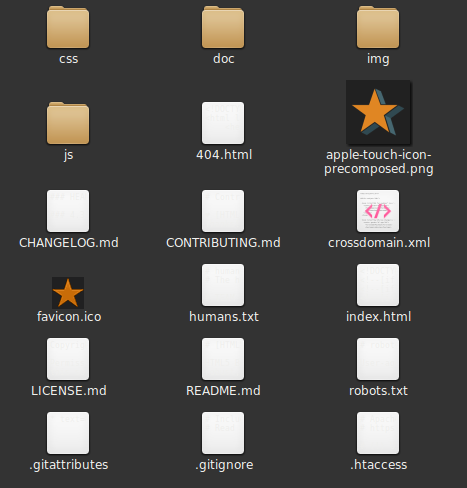 css
doc
img
js
404.html
apple-touch-icon-
precomposed.png
CHANGELOG.md
CONTRIBUTING.md
crossdomain.xml
favicon.ico
humans.txt
index.html
LICENSE.md
README.md
robots.txt
.gitattributes
.gitignore
.htaccess